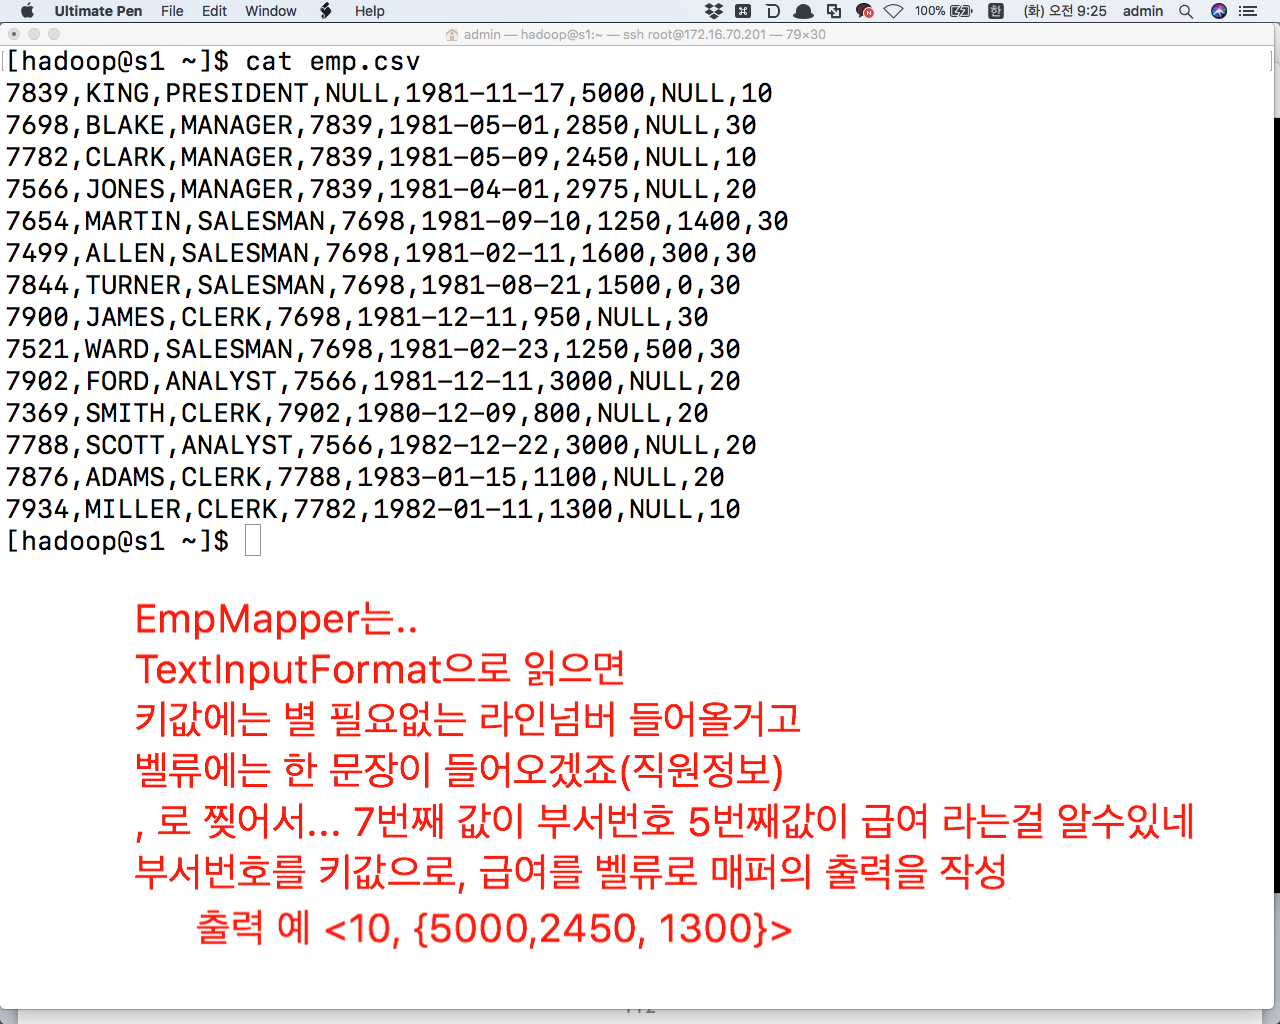 Ultimate Pen File Edit Window Help 100% 한 (화) 오전 9:25 admin
admin — hadoop@s1:~ — ssh root@172.16.70.201 — 79×30
[hadoop@s1 ~]$ cat emp.csv
7839,KING,PRESIDENT,NULL,1981-11-17,5000,NULL,10
7698,BLAKE,MANAGER,7839,1981-05-01,2850,NULL,30
7782,CLARK,MANAGER,7839,1981-05-09,2450,NULL,10
7566,JONES,MANAGER,7839,1981-04-01,2975,NULL,20
7654,MARTIN,SALESMAN,7698,1981-09-10,1250,1400,30
7499,ALLEN,SALESMAN,7698,1981-02-11,1600,300,30
7844,TURNER,SALESMAN,7698,1981-08-21,1500,0,30
7900,JAMES,CLERK,7698,1981-12-11,950,NULL,30
7521,WARD,SALESMAN,7698,1981-02-23,1250,500,30
7902,FORD,ANALYST,7566,1981-12-11,3000,NULL,20
7369,SMITH,CLERK,7902,1980-12-09,800,NULL,20
7788,SCOTT,ANALYST,7566,1982-12-22,3000,NULL,20
7876,ADAMS,CLERK,7788,1983-01-15,1100,NULL,20
7934,MILLER,CLERK,7782,1982-01-11,1300,NULL,10
[hadoop@s1 ~]$
EmpMapper는..
TextInputFormat으로 읽으면
키값에는 별 필요없는 라인넘버 들어올거고
벨류에는 한 문장이 들어오겠죠(직원정보)
, 로 찢어서... 7번째 값이 부서번호 5번째값이 급여 라는걸 알수있네
부서번호를 키값으로, 급여를 벨류로 매퍼의 출력을 작성
출력 예 <10, {5000,2450, 1300}>